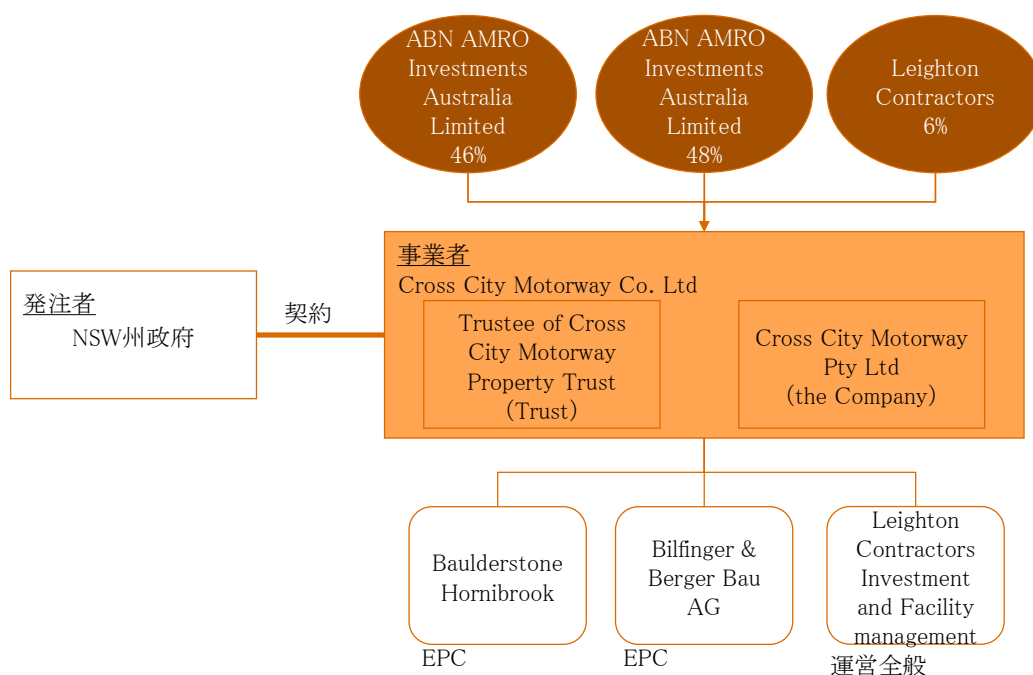 ABN AMRO
Investments
Australia
Limited
46%
ABN AMRO
Investments
Australia
Limited
48%
Leighton
Contractors
6%
発注者
NSW州政府
契約
事業者
Cross City Motorway Co. Ltd
Trustee of Cross
City Motorway
Property Trust
(Trust)
Cross City Motorway
Pty Ltd
(the Company)
Baulderstone
Hornibrook
EPC
Bilfinger &
Berger Bau
AG
EPC
Leighton
Contractors
Investment
and Facility
management
運営全般